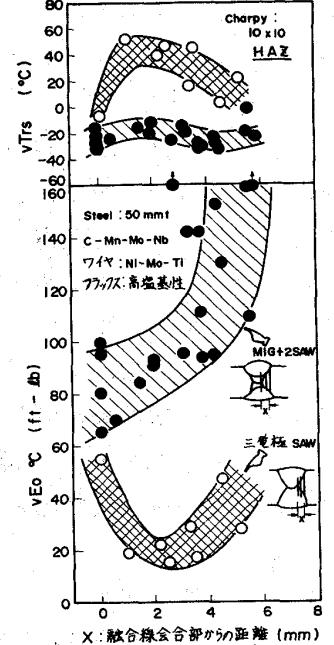 Charpy:
10 x 10
HAZ
80
60
40
20
0
-20
-40
-60
vTrs (°C)
160
140
120
100
80
60
40
20
0
vEo °C (ft-lb)
Steel: 50 mmt
C-Mn-Mo-Nb
ワイヤ: Ni-Mo-Ti
フラックス: 高塩基性
MIG+2SAW
X
三電極 SAW
X
0 2 4 6 8
X: 融合線会合部からの距離 (mm)